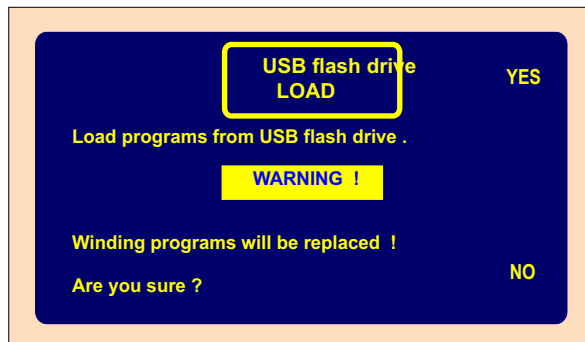 USB flash drive
LOAD
YES
Load programs from USB flash drive .
WARNING !
Winding programs will be replaced !
Are you sure ?
NO